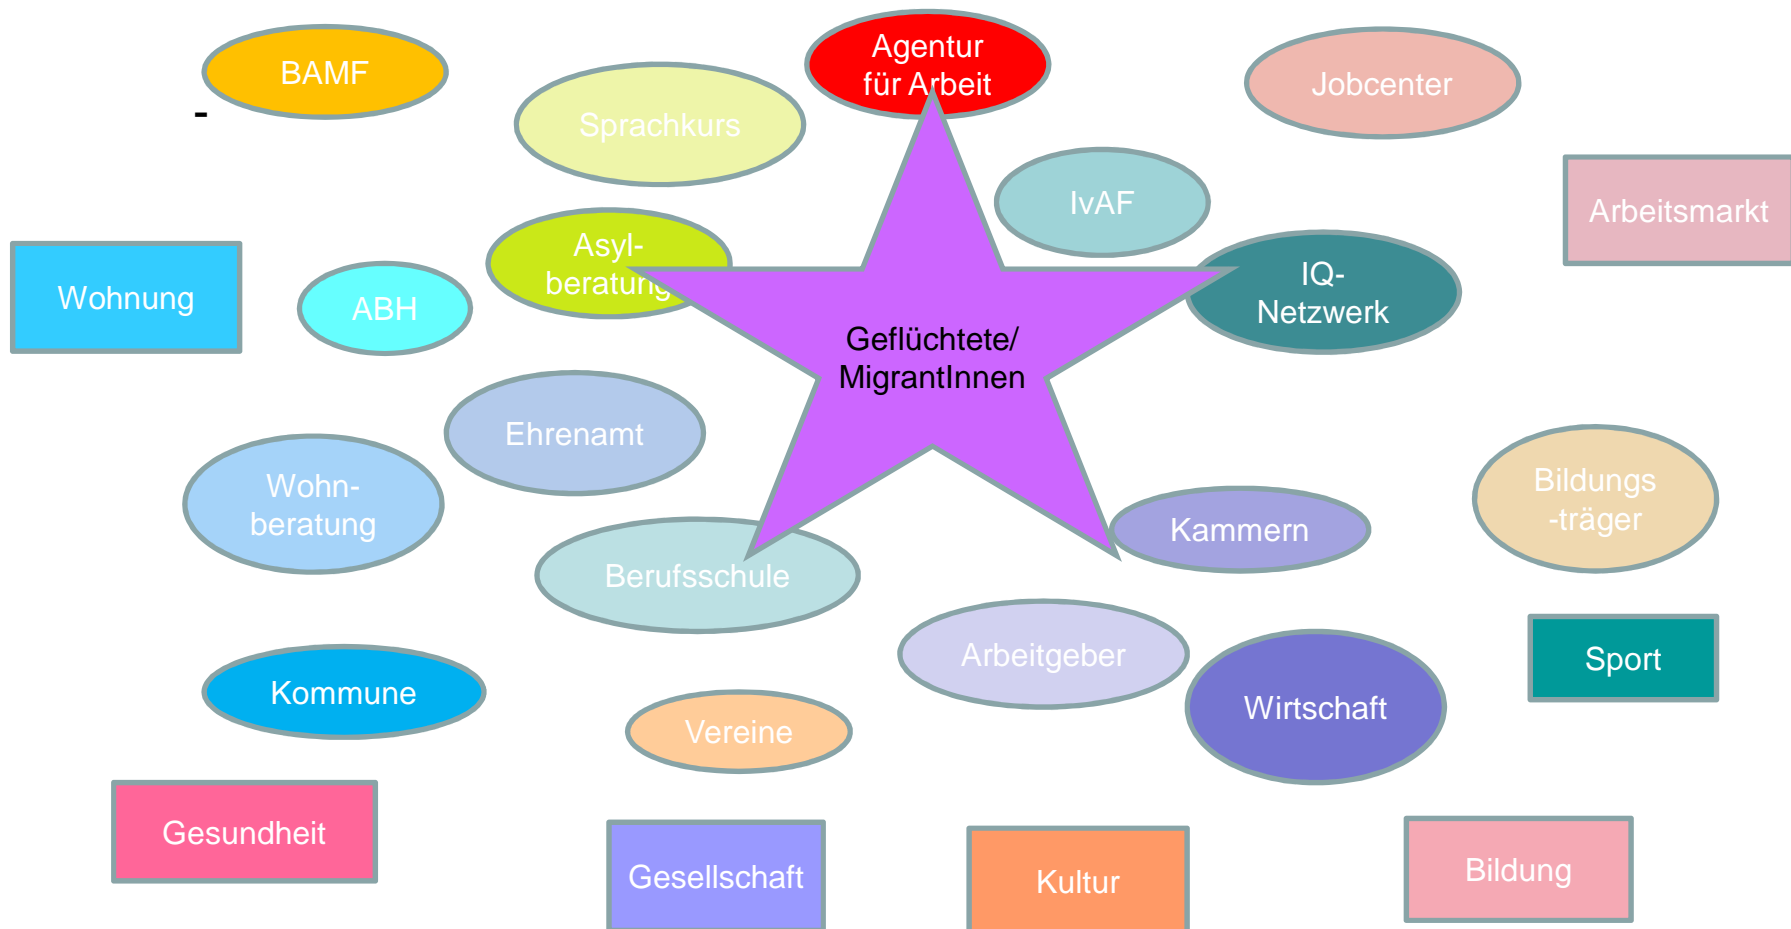 BAMF
Agentur
für Arbeit
Jobcenter
-
Sprachkurs
IvAF
Arbeitsmarkt
Asyl-
beratung
Wohnung
ABH
IQ-
Netzwerk
Geflüchtete/
MigrantInnen
Ehrenamt
Wohn-
beratung
Bildungs
-träger
Kammern
Berufsschule
Arbeitgeber
Sport
Kommune
Vereine
Wirtschaft
Gesundheit
Gesellschaft
Kultur
Bildung